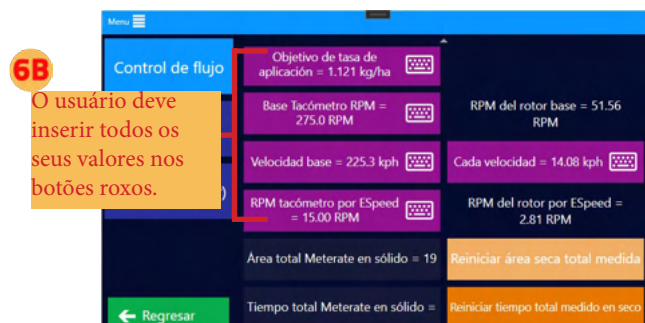 Menu
Control de flujo
6B
O usuário deve
inserir todos os
seus valores nos
botões roxos.
)
Regresar
Objetivo de tasa de
aplicación = 1.121 kg/ha
Base Tacómetro RPM =
275.0 RPM
RPM del rotor base = 51.56
RPM
Velocidad base = 225.3 kph
Cada velocidad = 14.08 kph
RPM tacómetro por ESpeed
= 15.00 RPM
RPM del rotor por ESpeed =
2.81 RPM
Área total Meterate en sólido = 19
Reiniciar área seca total medida
Tiempo total Meterate en sólido =
Reiniciar tiempo total medido en seco